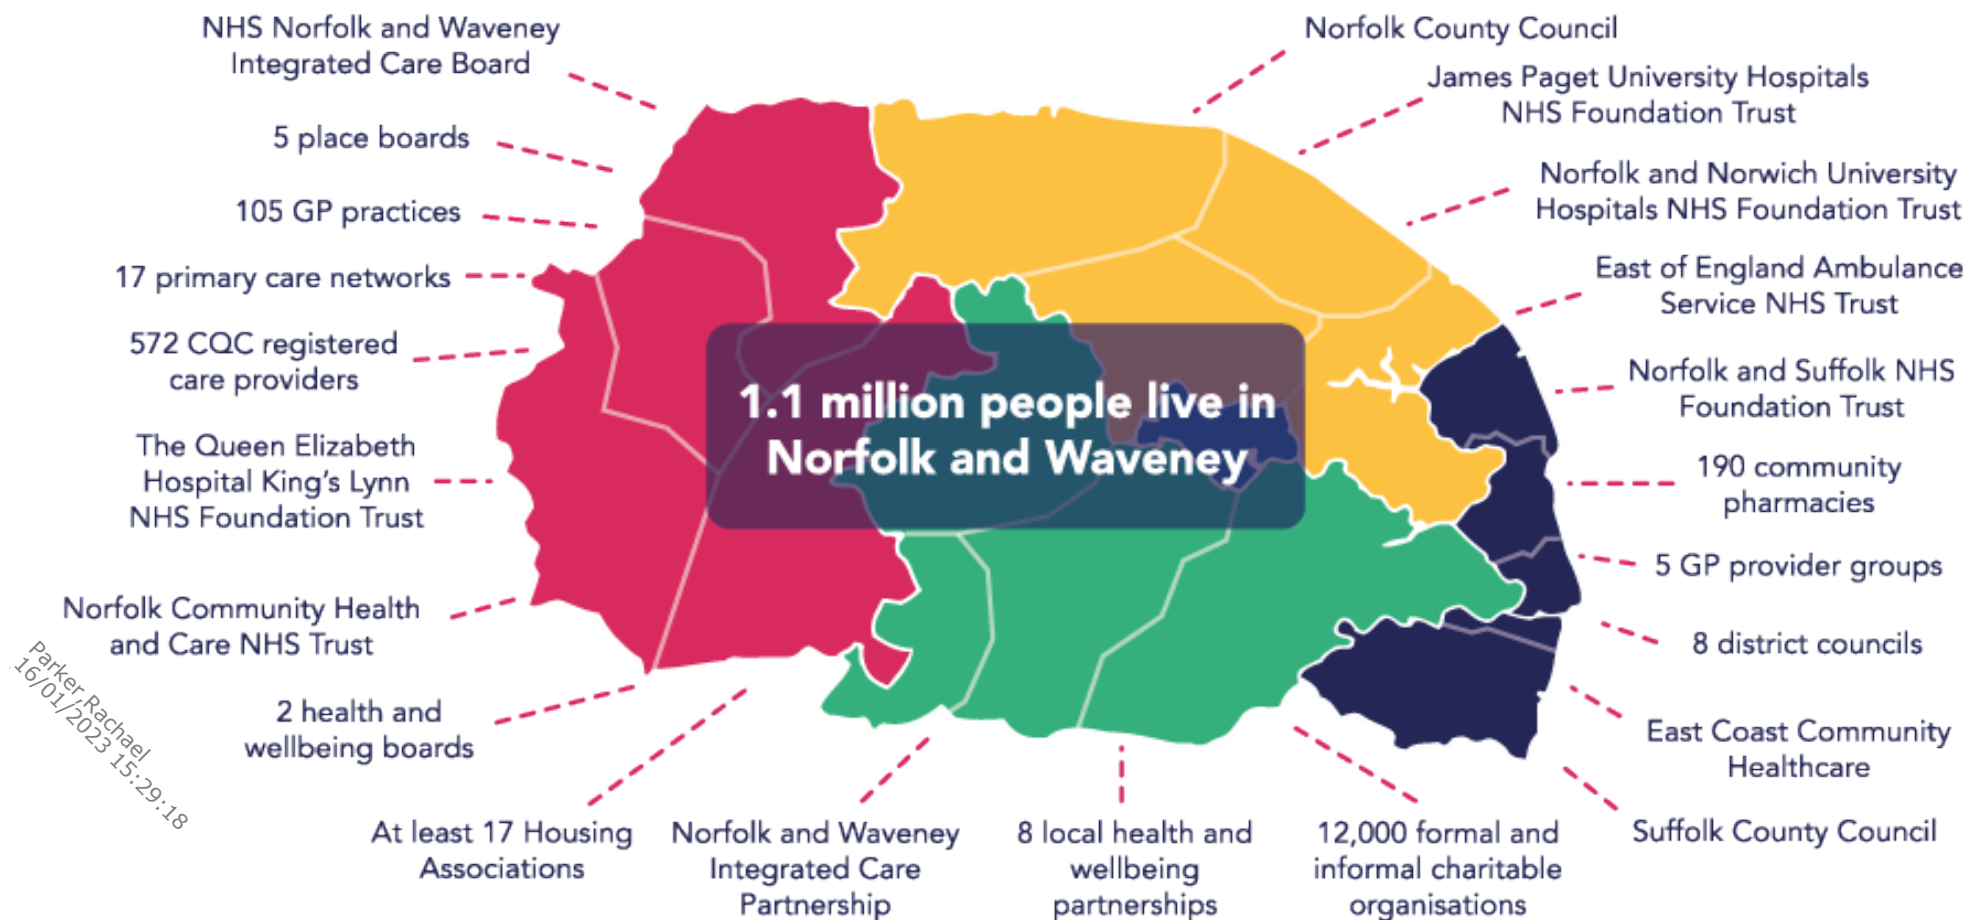 NHS Norfolk and Waveney
Integrated Care Board
5 place boards
105 GP practices
17 primary care networks
572 CQC registered
care providers
The Queen Elizabeth
Hospital King's Lynn
NHS Foundation Trust
Norfolk Community Health
and Care NHS Trust
2 health and
wellbeing boards
At least 17 Housing
Associations
Norfolk and Waveney
Integrated Care
Partnership
8 local health and
wellbeing
partnerships
12,000 formal and
informal charitable
organisations
Norfolk County Council
James Paget University Hospitals
NHS Foundation Trust
Norfolk and Norwich University
Hospitals NHS Foundation Trust
East of England Ambulance
Service NHS Trust
Norfolk and Suffolk NHS
Foundation Trust
190 community
pharmacies
5 GP provider groups
8 district councils
East Coast Community
Healthcare
Suffolk County Council
1.1 million people live in
Norfolk and Waveney
Parker,Rachael
16/01/2023 15:29:18